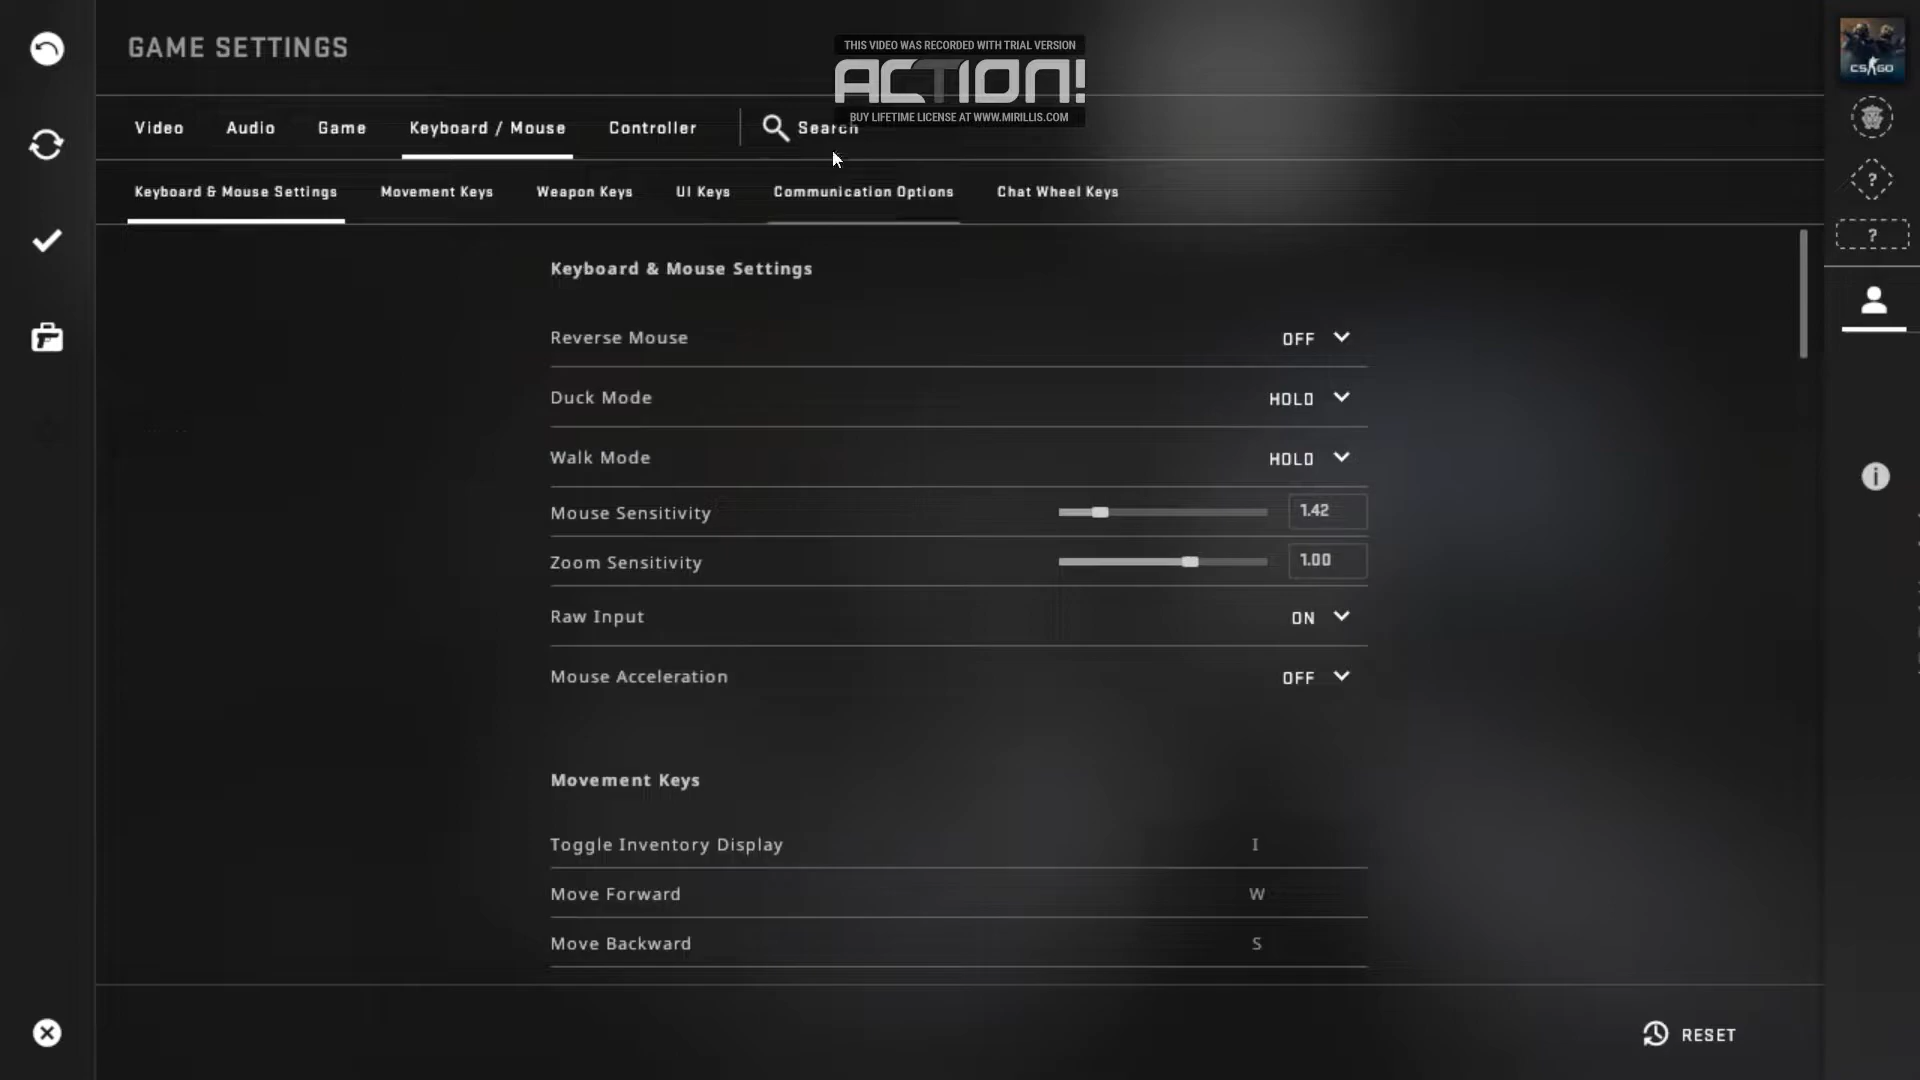 GAME SETTINGS
THIS VIDEO WAS RECORDED WITH TRIAL VERSION
ACTION!
BUY LIFETIME LICENSE AT WWW.MIRILLIS.COM
CS GO
Video Audio Game Keyboard / Mouse Controller Search
Keyboard & Mouse Settings Movement Keys Weapon Keys UI Keys Communication Options Chat Wheel Keys
?
?
Keyboard & Mouse Settings
Reverse Mouse OFF
Duck Mode HOLD
Walk Mode HOLD
Mouse Sensitivity 1.42
Zoom Sensitivity 1.00
Raw Input ON
Mouse Acceleration OFF
Movement Keys
Toggle Inventory Display I
Move Forward W
Move Backward S
RESET